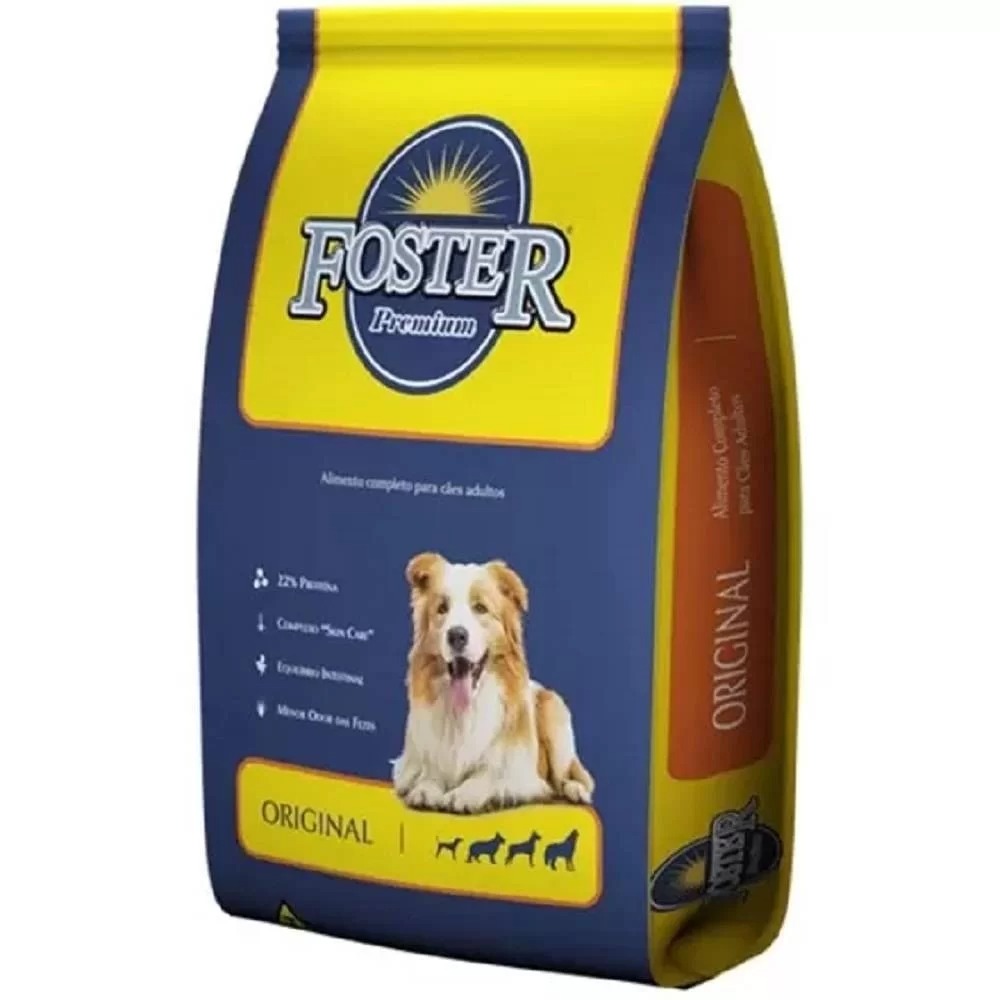 FOSTER
Premium
Alimento completo para cães adultos
22% PROTEÍNA
COMPLEXO "SKIN CARE"
EQUILÍBRIO INTESTINAL
MENOR ODOR DAS FEZES
ORIGINAL
ORIGINAL
Alimento Completo
para Cães Adultos
FOSTER